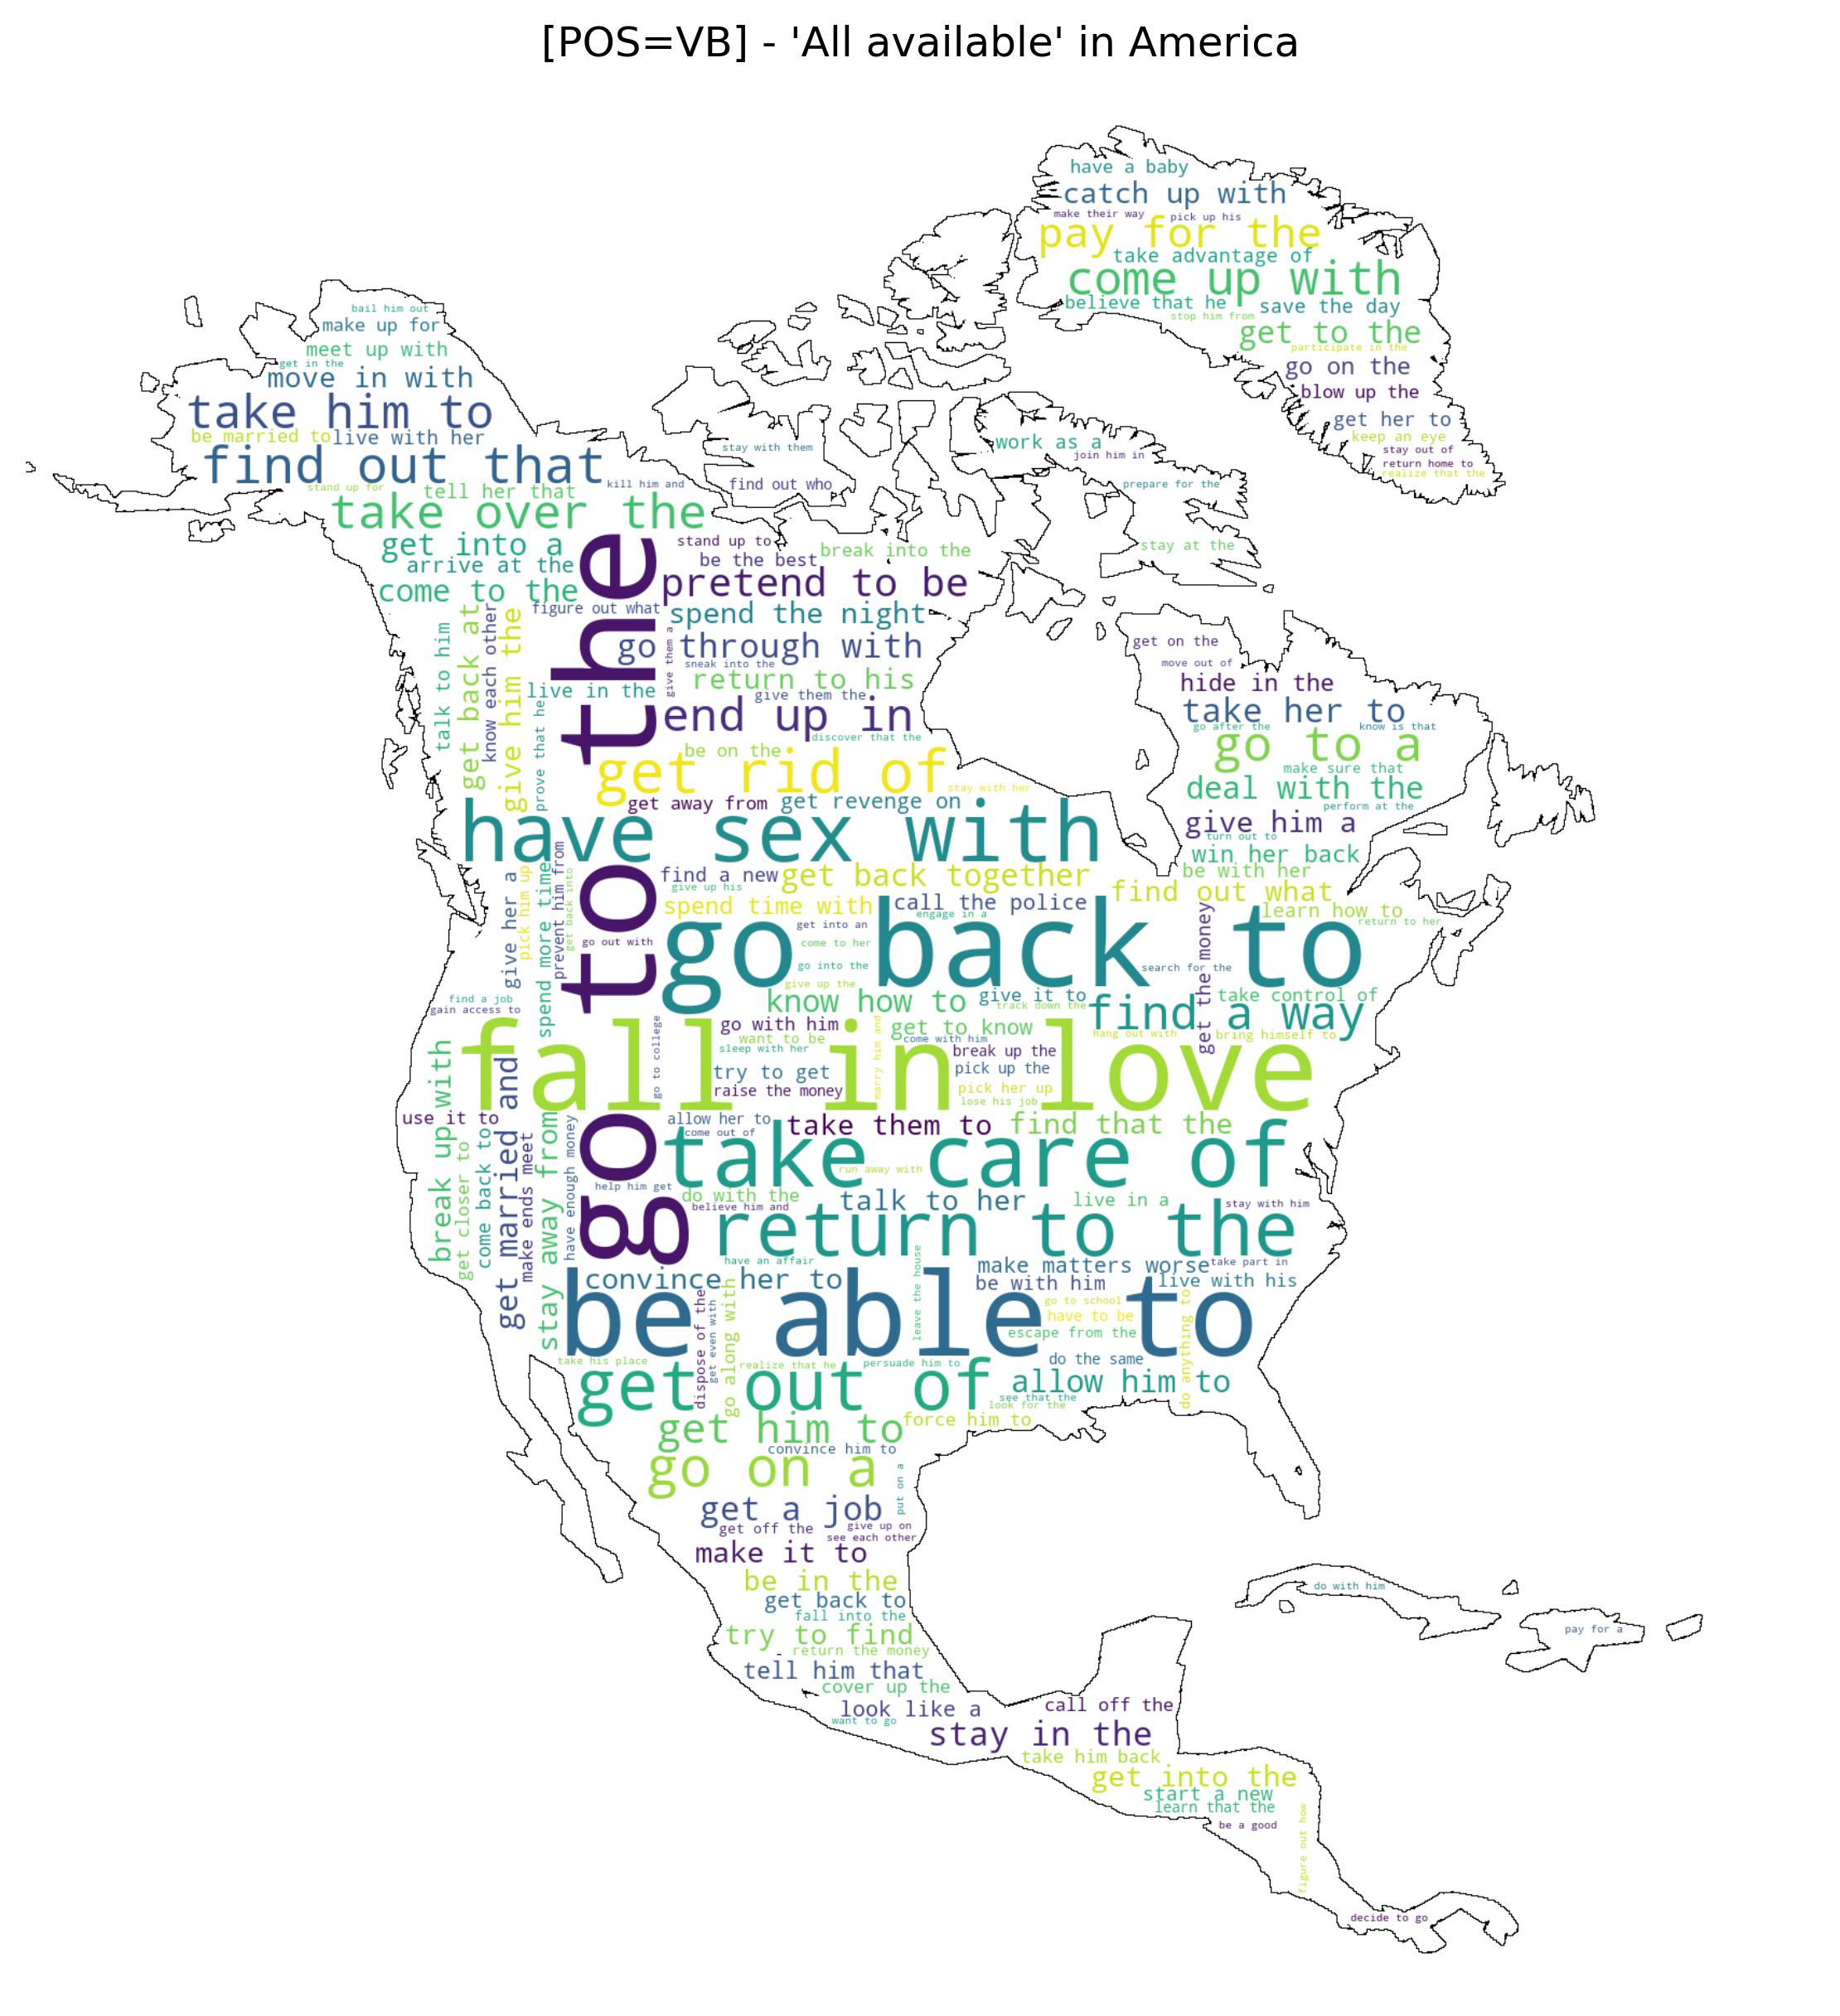 [POS=VB] - 'All available' in America
have a baby
catch up with
make their way
pick up his
pay for the
take advantage of
come up with
believe that he
save the day
stop him from
get to the
participate in the
go on the
blow up the
get her to
keep an eye
stay out of
return home to
realize that the
bail him out
make up for
meet up with
get in the
move in with
take him to
be married to
live with her
find out that
stand up for
tell her that
kill him and
take over the
get into a
arrive at the
come to the
stay with them
find out who
work as a
join him in
prepare for the
stay at the
stand up to
be the best
break into the
pretend to be
figure out what
spend the night
go through with
give them a
sneak into the
return to his
live in the
give them the
end up in
discover that the
be on the
get rid of
stay with her
talk to him
get back at
know each other
give him the
prove that he
go to the
get on the
move out of
hide in the
take her to
go after the
know is that
go to a
make sure that
deal with the
perform at the
give him a
turn out to
win her back
be with her
get away from
get revenge on
have sex with
find a new
get back together
find out what
give up his
spend time with
call the police
engage in a
learn how to
return to her
get into an
go out with
come to her
go back to
go into the
search for the
give up the
get the money
know how to
give it to
track down the
find a way
take control of
give her a
pick him up
spend more time
prevent him from
get back into
find a job
gain access to
go with him
get to know
want to be
come with him
hang out with
bring himself to
fall in love
go to college
sleep with her
marry him and
break up the
try to get
pick up the
raise the money
pick her up
lose his job
use it to
allow her to
come out of
take them to
find that the
take care of
run away with
break up with
get closer to
come back to
get married and
make ends meet
stay away from
have enough money
help him get
do with the
believe him and
talk to her
live in a
stay with him
return to the
have an affair
leave the house
make matters worse
take part in
convince her to
be with him
live with his
be able to
go to school
have to be
escape from the
do anything to
dispose of the
get even with
go along with
take his place
realize that he
persuade him to
do the same
get out of
allow him to
see that the
look for the
get him to
force him to
convince him to
go on a
put on a
get a job
get off the
give up on
see each other
make it to
be in the
get back to
fall into the
try to find
return the money
tell him that
cover up the
look like a
want to go
call off the
stay in the
take him back
get into the
start a new
learn that the
be a good
figure out how
decide to go
do with him
pay for a